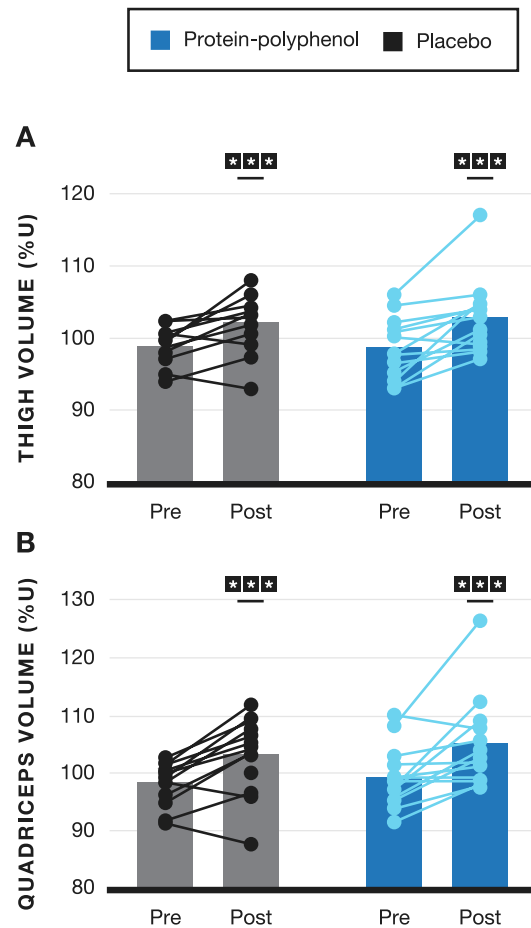 Protein-polyphenol Placebo
A
*** ***
THIGH VOLUME (%U)
120
110
100
90
80
Pre Post Pre Post
B
*** ***
QUADRICEPS VOLUME (%U)
130
120
110
100
90
80
Pre Post Pre Post